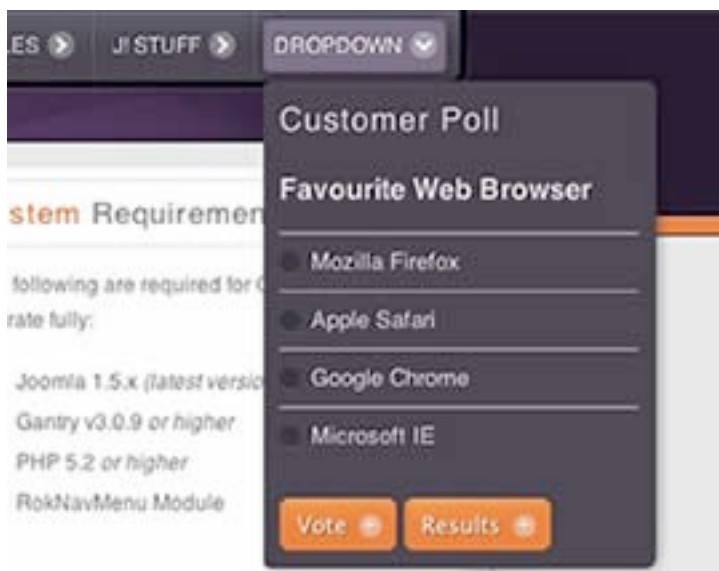 LES J! STUFF DROPDOWN
Customer Poll
Favourite Web Browser
Mozilla Firefox
Apple Safari
Google Chrome
Microsoft IE
Vote Results
stem Requiremen
following are required for
rate fully:
Joomla 1.5.x (latest versio
Gantry v3.0.9 or higher
PHP 5.2 or higher
RokNavMenu Module